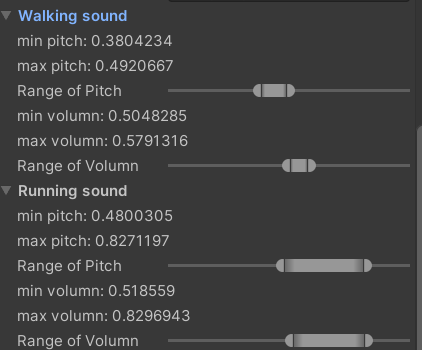 Walking sound
min pitch: 0.3804234
max pitch: 0.4920667
Range of Pitch
min volumn: 0.5048285
max volumn: 0.5791316
Range of Volumn
Running sound
min pitch: 0.4800305
max pitch: 0.8271197
Range of Pitch
min volumn: 0.518559
max volumn: 0.8296943
Range of Volumn